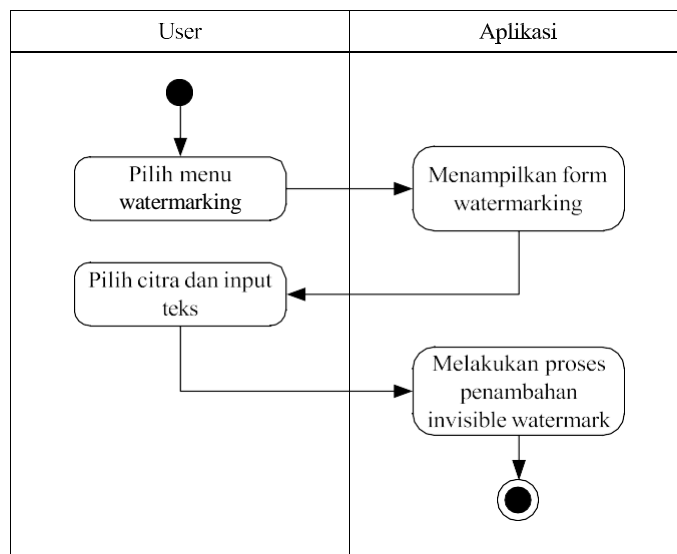 User
Aplikasi
Pilih menu
watermarking
Menampilkan form
watermarking
Pilih citra dan input
teks
Melakukan proses
penambahan
invisible watermark